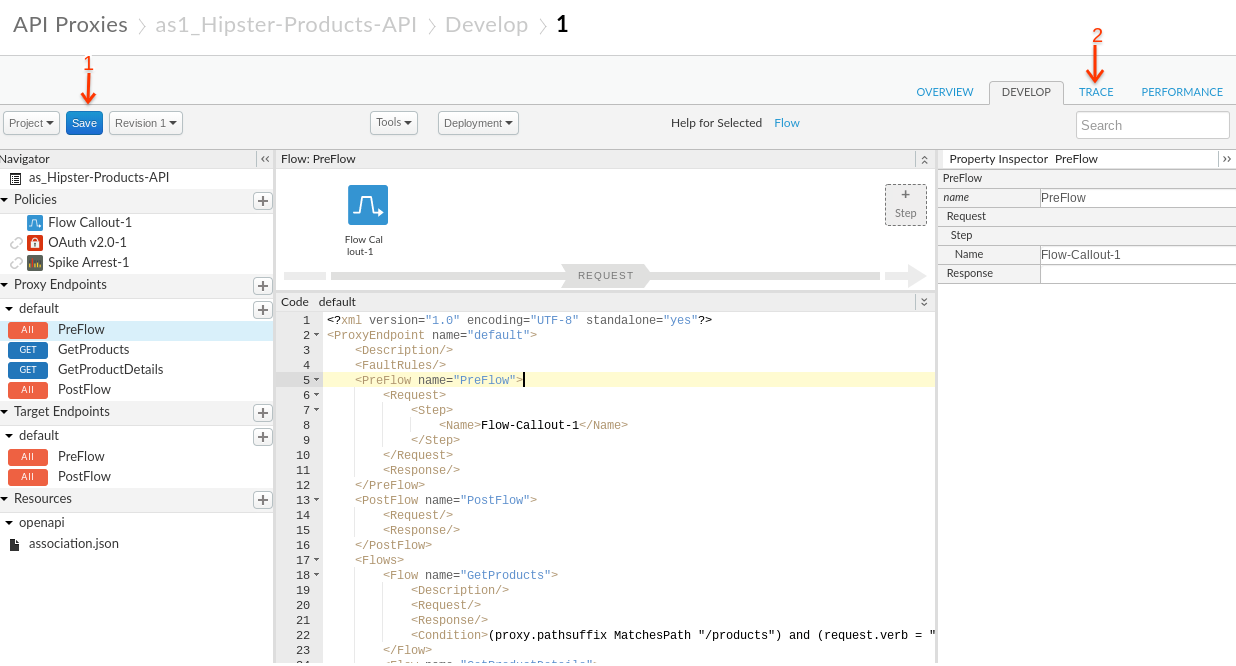 API Proxies > as1_Hipster-Products-API > Develop > 1
1
2
OVERVIEW DEVELOP TRACE PERFORMANCE
Project Save Revision 1 Tools Deployment Help for Selected Flow Search
Navigator <<
as_Hipster-Products-API
Policies +
Flow Callout-1
OAuth v2.0-1
Spike Arrest-1
Proxy Endpoints +
default +
All PreFlow
GET GetProducts
GET GetProductDetails
All PostFlow
Target Endpoints +
default +
All PreFlow
All PostFlow
Resources +
openapi
association.json
Flow: PreFlow
+
Step
Flow Cal
lout-1
REQUEST
Code default
1 <?xml version="1.0" encoding="UTF-8" standalone="yes"?>
2 <ProxyEndpoint name="default">
3 <Description/>
4 <FaultRules/>
5 <PreFlow name="PreFlow">
6 <Request>
7 <Step>
8 <Name>Flow-Callout-1</Name>
9 </Step>
10 </Request>
11 <Response/>
12 </PreFlow>
13 <PostFlow name="PostFlow">
14 <Request/>
15 <Response/>
16 </PostFlow>
17 <Flows>
18 <Flow name="GetProducts">
19 <Description/>
20 <Request/>
21 <Response/>
22 <Condition>(proxy.pathsuffix MatchesPath "/products") and (request.verb = "
23 </Flow>
24 <Flow name="GetProductDetails">
Property Inspector PreFlow >>
PreFlow
name PreFlow
Request
Step
Name Flow-Callout-1
Response